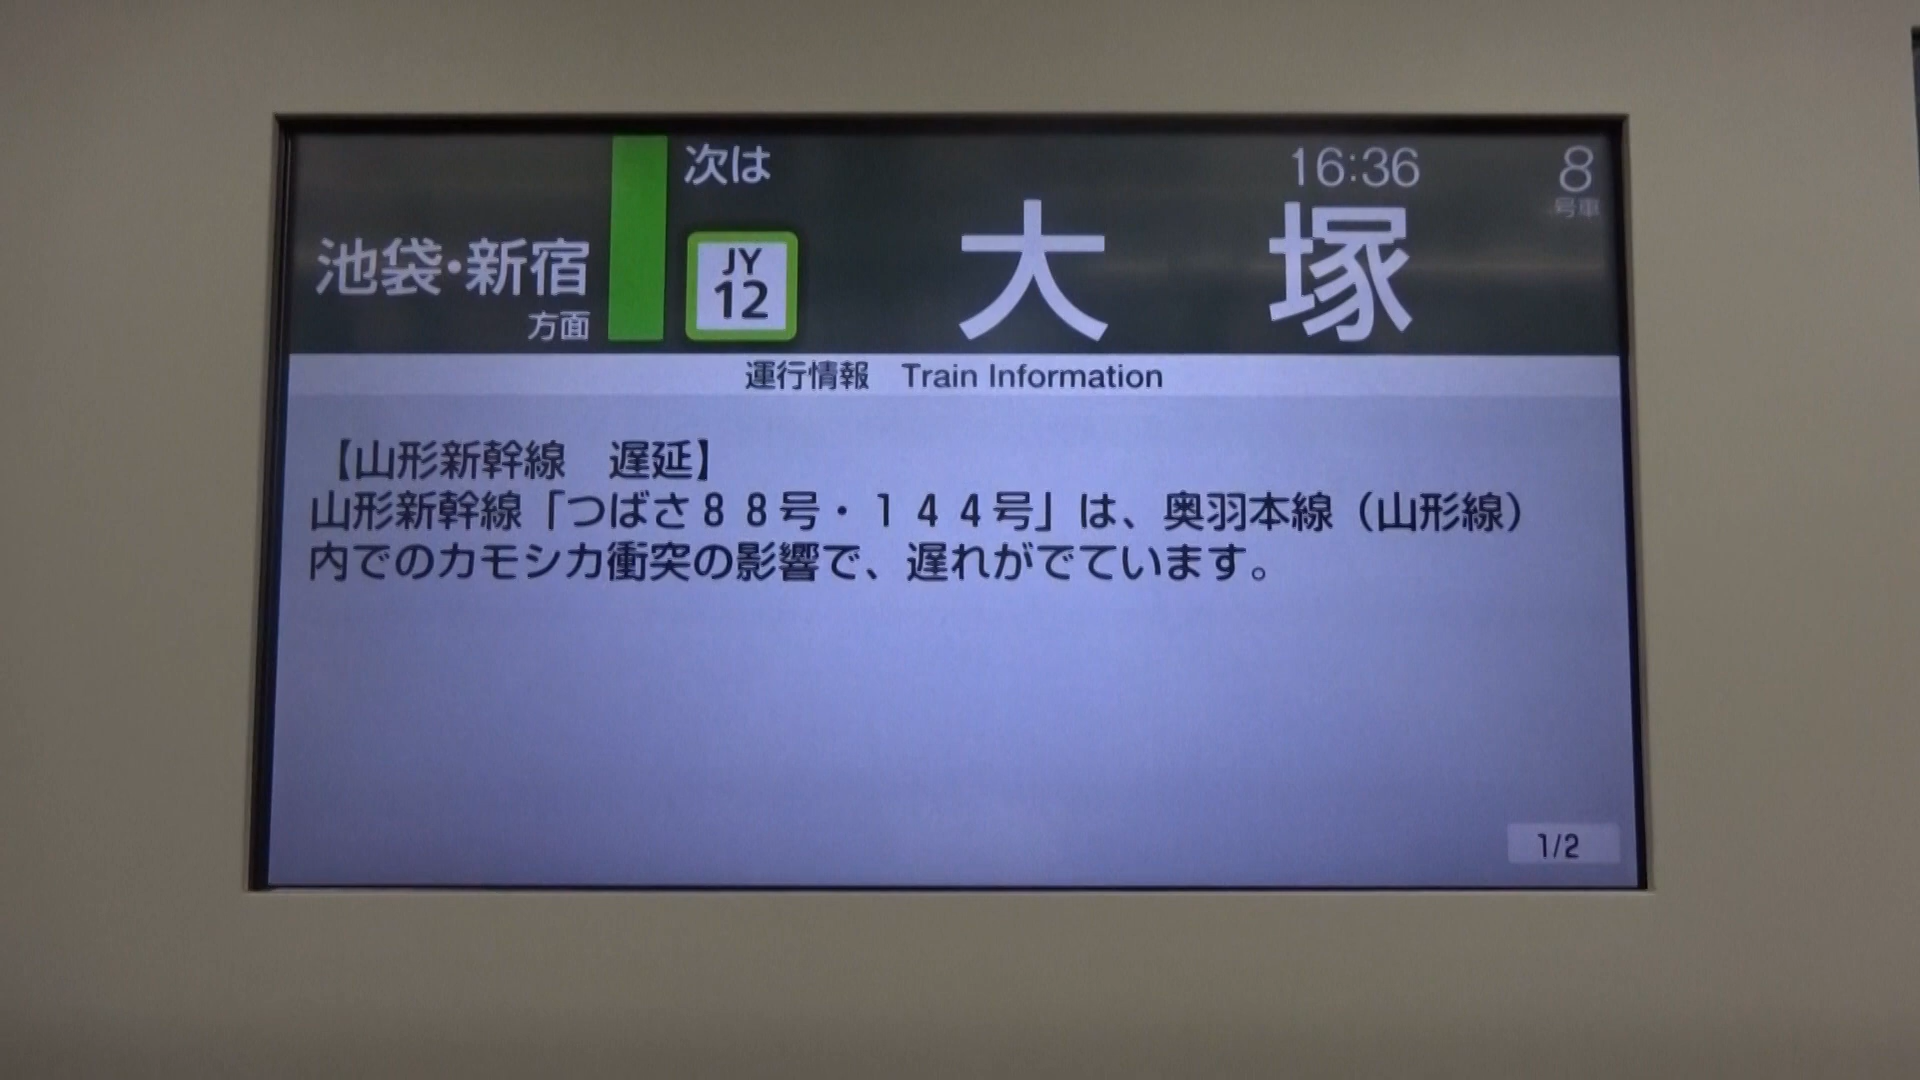 次は
16:36
8
号車
池袋・新宿
方面
JY
12
大塚
運行情報 Train Information
【山形新幹線 遅延】
山形新幹線「つばさ８８号・１４４号」は、奥羽本線（山形線）
内でのカモシカ衝突の影響で、遅れがでています。
1/2